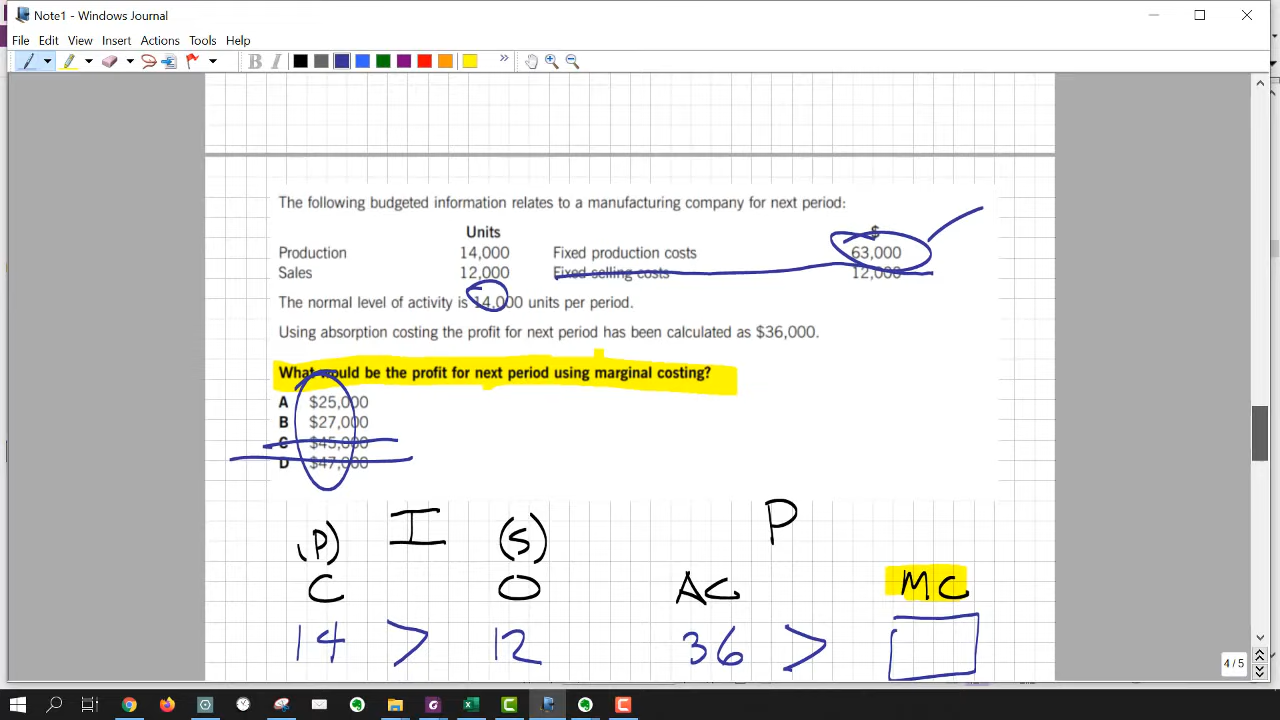 Note1 - Windows Journal
File Edit View Insert Actions Tools Help
B I
The following budgeted information relates to a manufacturing company for next period:
Units $
Production 14,000 Fixed production costs 63,000
Sales 12,000 Fixed selling costs 12,000
The normal level of activity is 14,000 units per period.
Using absorption costing the profit for next period has been calculated as $36,000.
What would be the profit for next period using marginal costing?
A $25,000
B $27,000
C $45,000
D $47,000
(P) I (S) P
C O AC MC
14 > 12 36 >
4/5